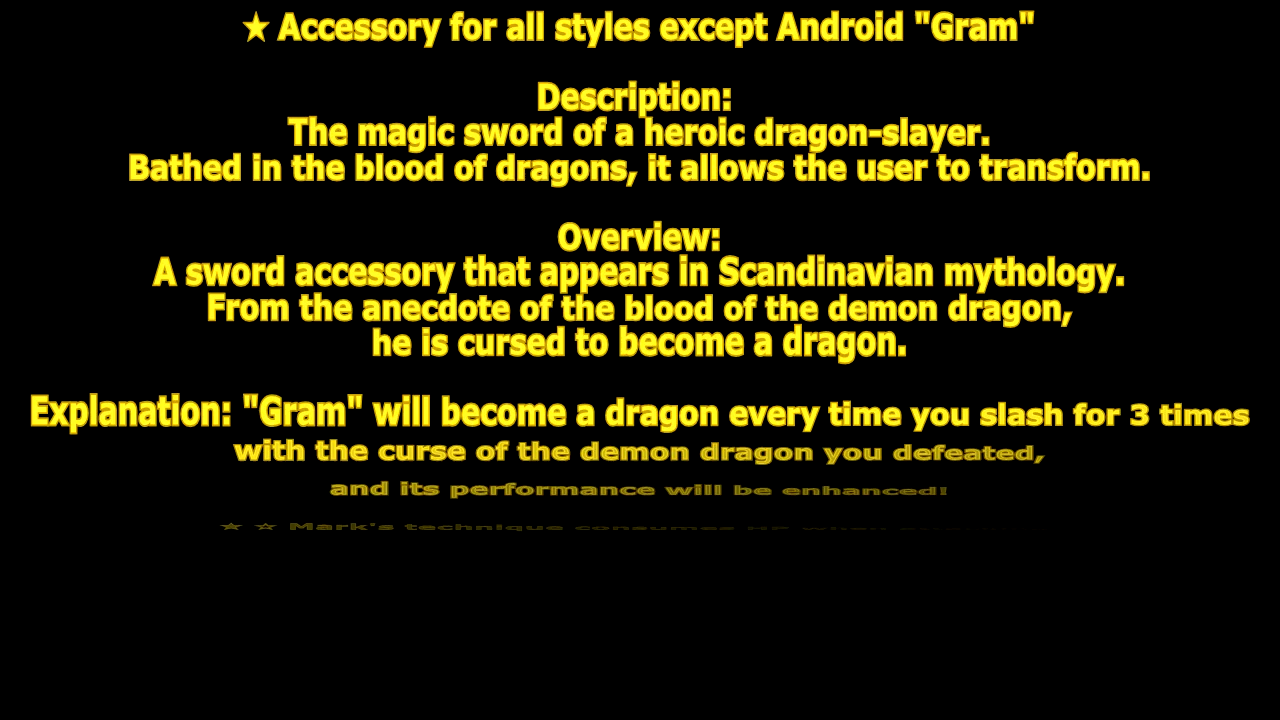 ★ Accessory for all styles except Android "Gram"
Description:
The magic sword of a heroic dragon-slayer.
Bathed in the blood of dragons, it allows the user to transform.
Overview:
A sword accessory that appears in Scandinavian mythology.
From the anecdote of the blood of the demon dragon,
he is cursed to become a dragon.
Explanation: "Gram" will become a dragon every time you slash for 3 times
with the curse of the demon dragon you defeated,
and its performance will be enhanced!
★ ☆ Mark's technique consumes HP when